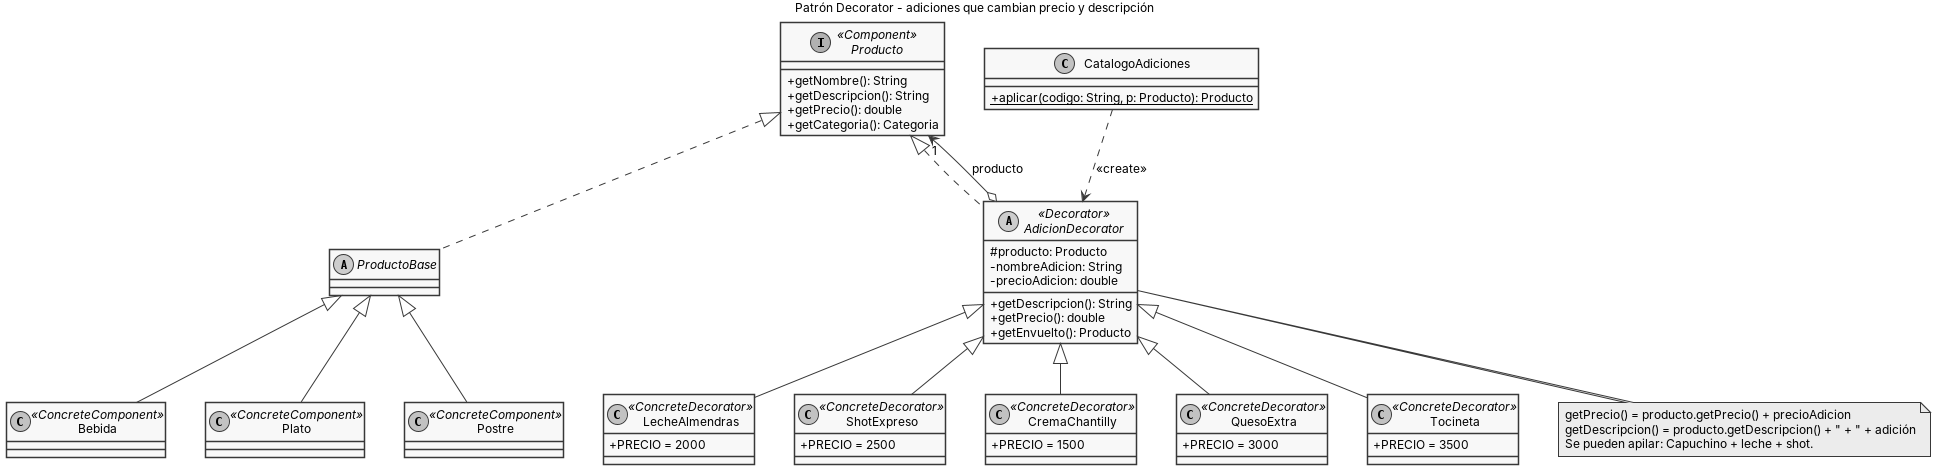 Patrón Decorator - adiciones que cambian precio y descripción
I
«Component»
Producto
+getNombre(): String
+getDescripcion(): String
+getPrecio(): double
+getCategoria(): Categoria
C CatalogoAdiciones
+aplicar(codigo: String, p: Producto): Producto
1
producto
«create»
A
«Decorator»
AdicionDecorator
#producto: Producto
-nombreAdicion: String
-precioAdicion: double
+getDescripcion(): String
+getPrecio(): double
+getEnvuelto(): Producto
A ProductoBase
C
«ConcreteComponent»
Bebida
C
«ConcreteComponent»
Plato
C
«ConcreteComponent»
Postre
C
«ConcreteDecorator»
LecheAlmendras
+PRECIO = 2000
C
«ConcreteDecorator»
ShotExpreso
+PRECIO = 2500
C
«ConcreteDecorator»
CremaChantilly
+PRECIO = 1500
C
«ConcreteDecorator»
QuesoExtra
+PRECIO = 3000
C
«ConcreteDecorator»
Tocineta
+PRECIO = 3500
getPrecio() = producto.getPrecio() + precioAdicion
getDescripcion() = producto.getDescripcion() + " + " + adición
Se pueden apilar: Capuchino + leche + shot.